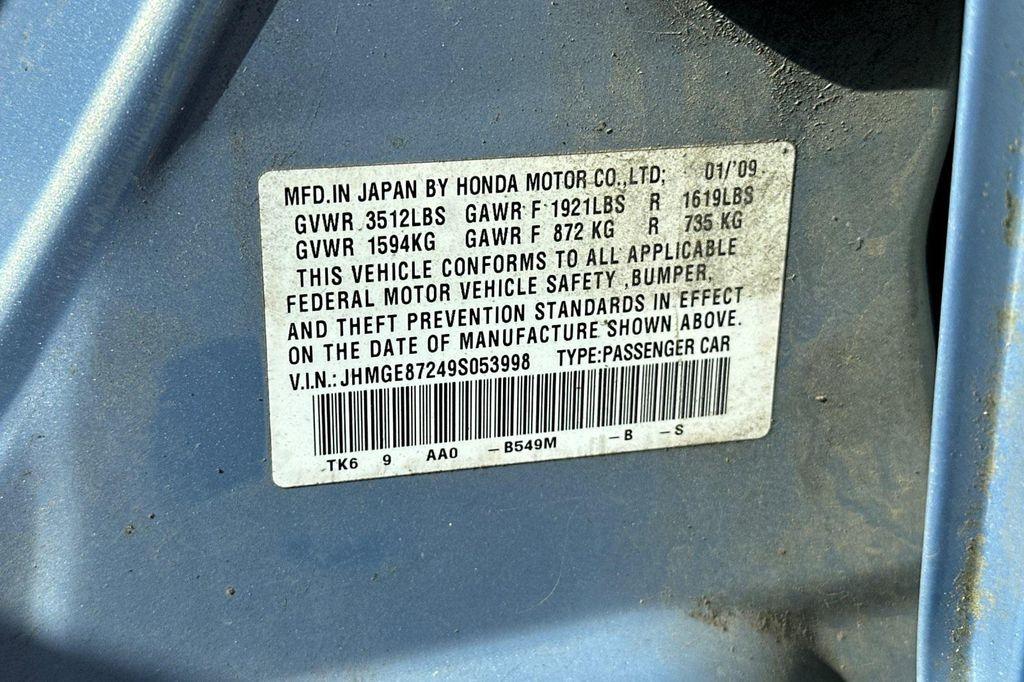 MFD.IN JAPAN BY HONDA MOTOR CO.,LTD; 01/'09
GVWR 3512LBS GAWR F 1921LBS R 1619LBS
GVWR 1594KG GAWR F 872 KG R 735 KG
THIS VEHICLE CONFORMS TO ALL APPLICABLE
FEDERAL MOTOR VEHICLE SAFETY ,BUMPER,
AND THEFT PREVENTION STANDARDS IN EFFECT
ON THE DATE OF MANUFACTURE SHOWN ABOVE.
V.I.N.: JHMGE87249S053998 TYPE:PASSENGER CAR
TK6 9 AA0 -B549M -B -S